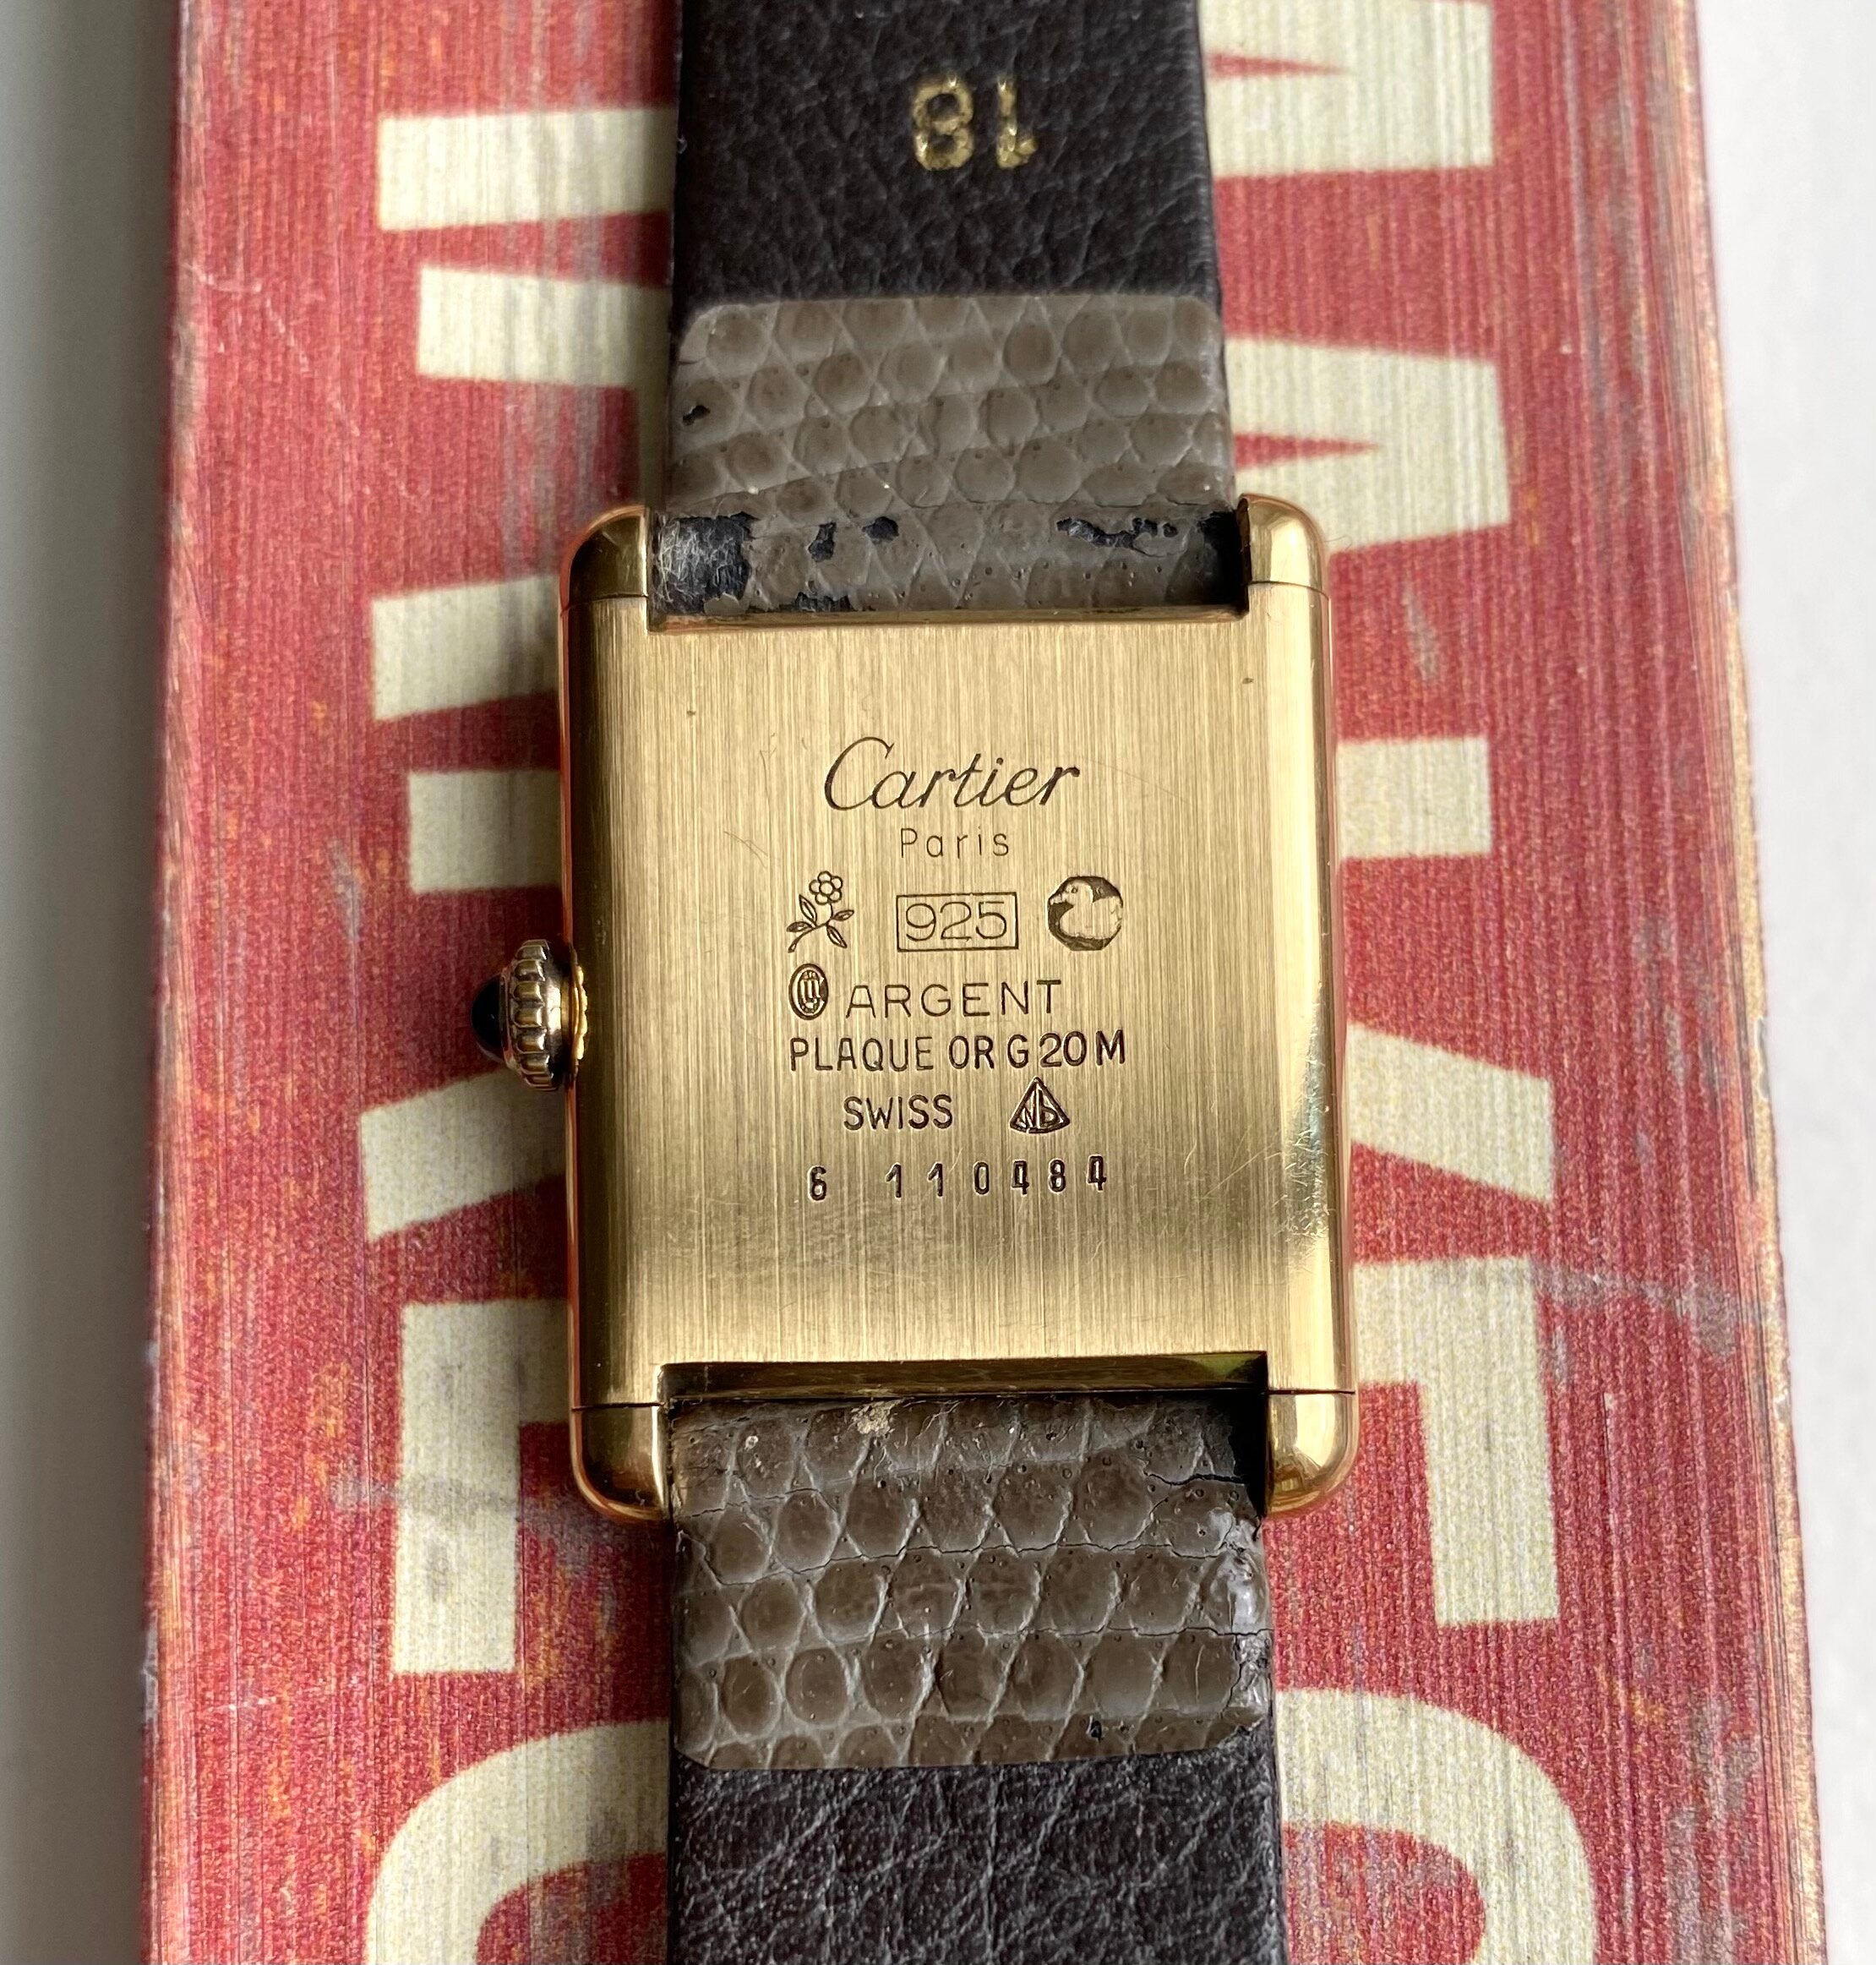 18
Cartier
Paris
925
ARGENT
PLAQUE OR G 20 M
SWISS
6 110484